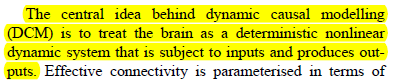 The central idea behind dynamic causal modelling
(DCM) is to treat the brain as a deterministic nonlinear
dynamic system that is subject to inputs and produces out-
puts. Effective connectivity is parameterised in terms of